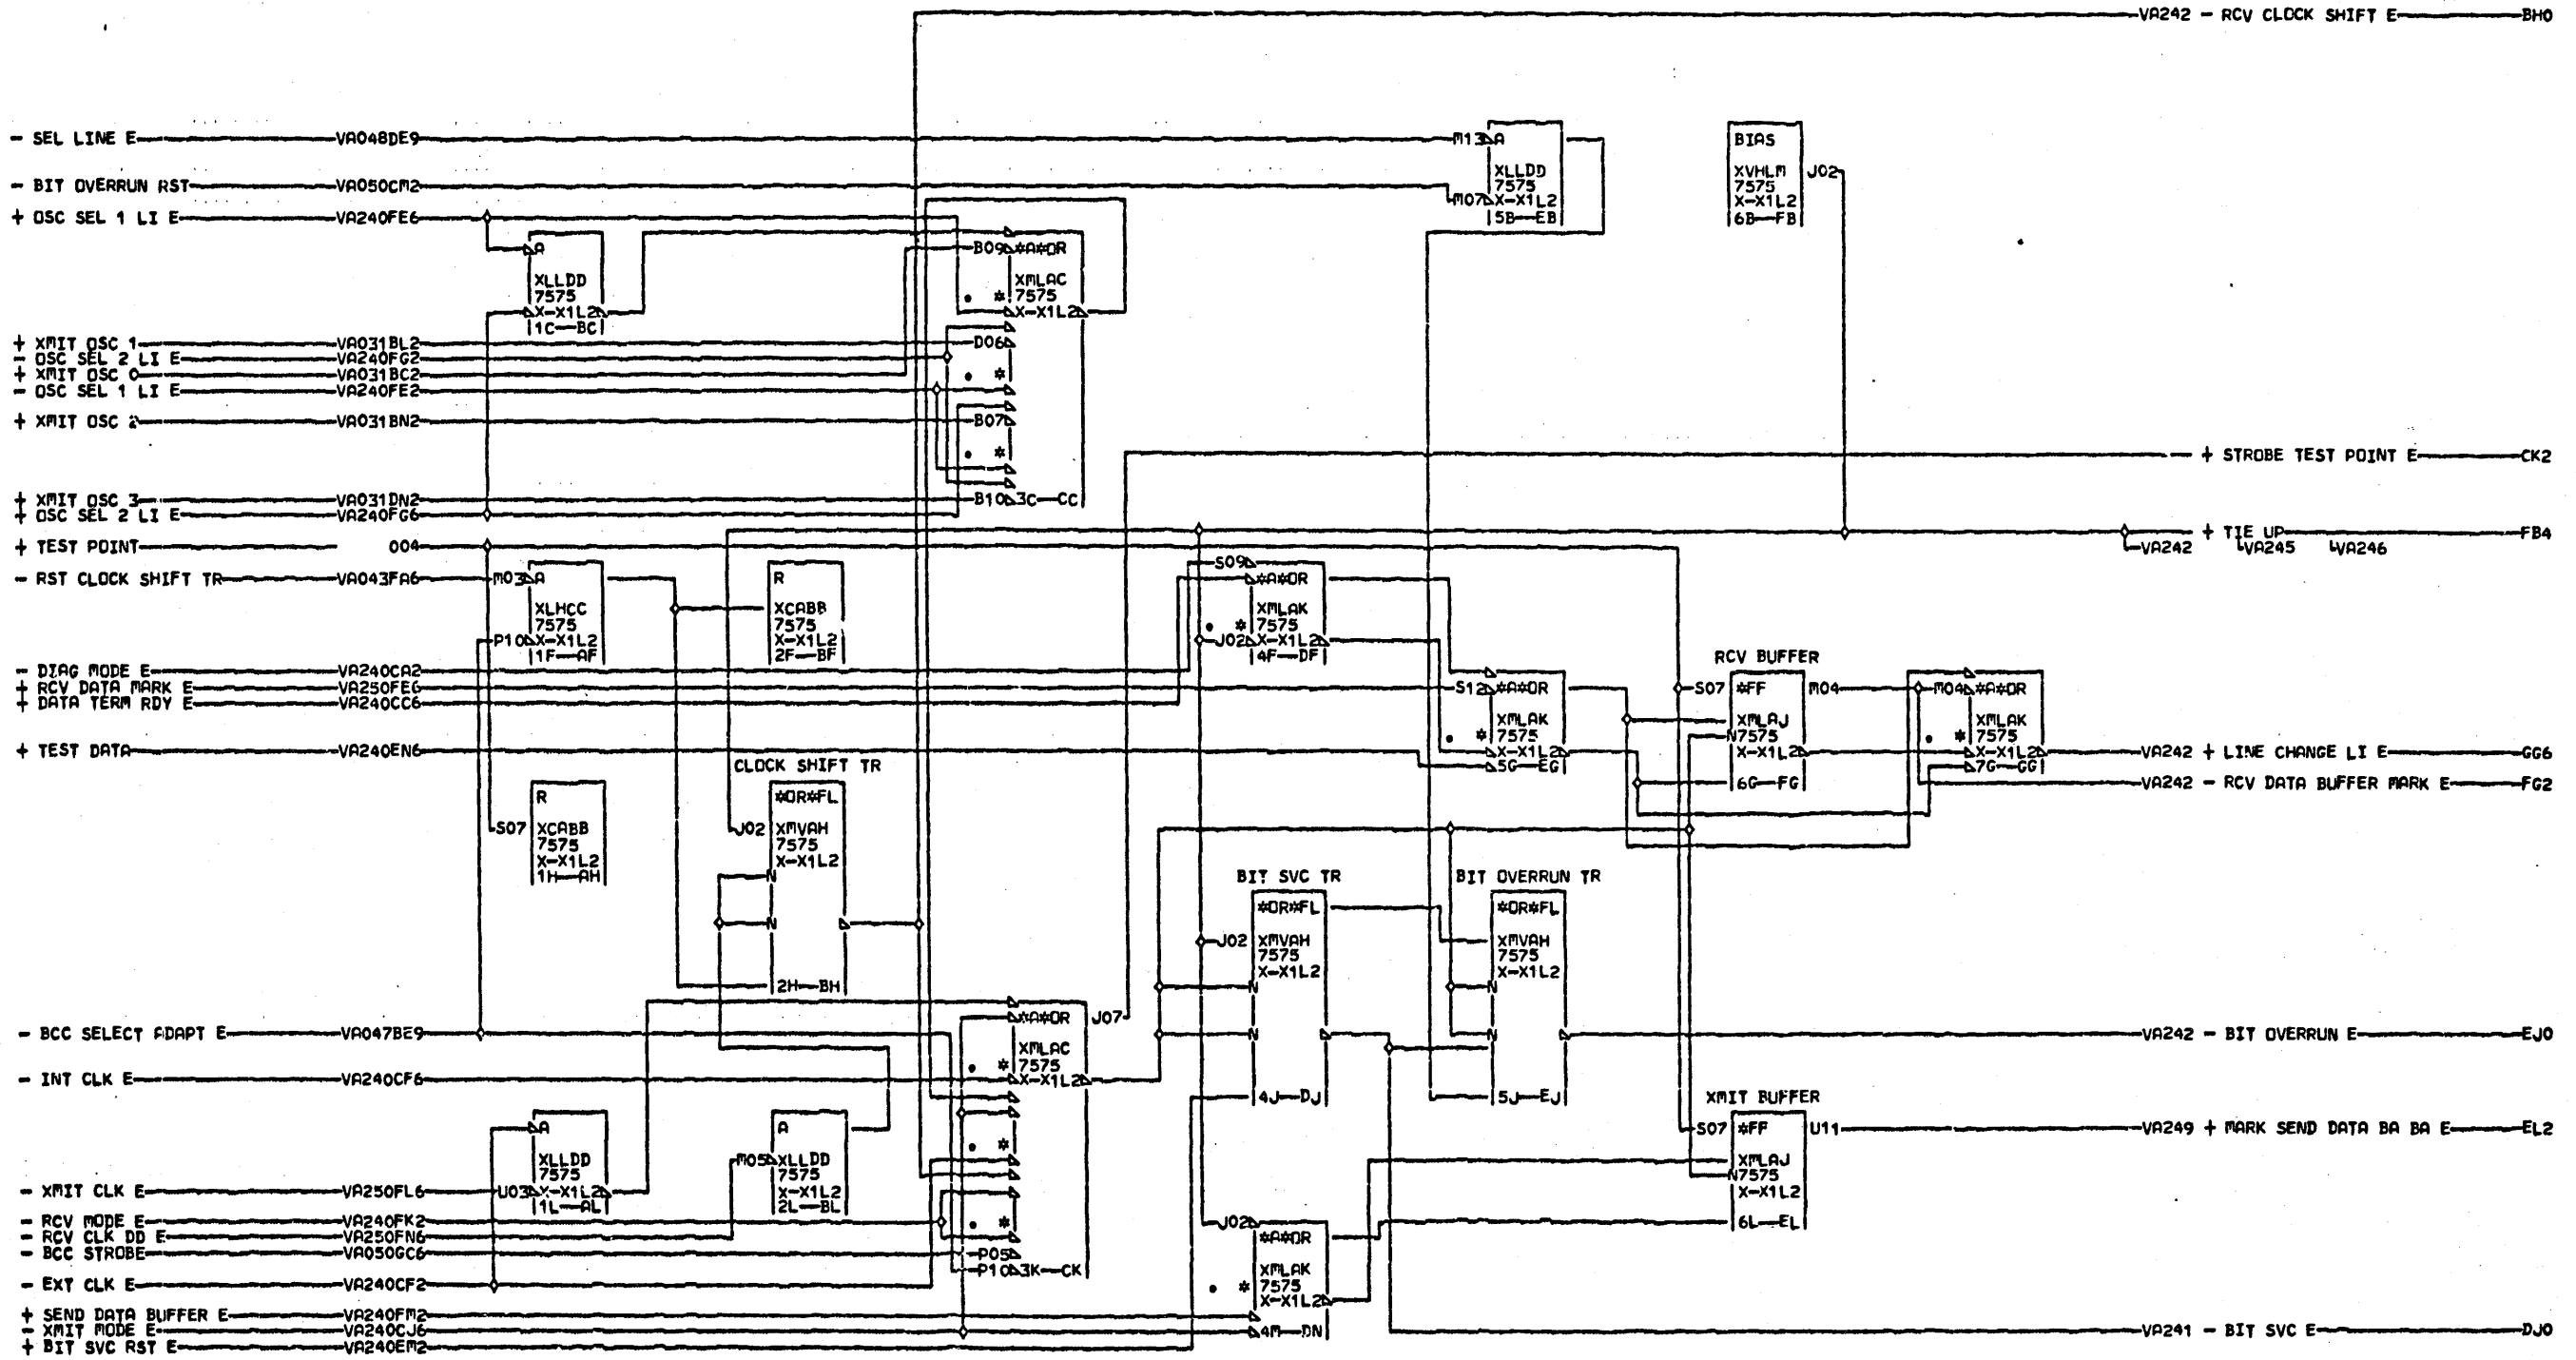 VA242 - RCV CLOCK SHIFT E BH0
- SEL LINE E VA048DE9 M13 A BIAS
XLLDD XVHLM J02
- BIT OVERRUN RST VA050CM2 7575 7575
M07 X-X1L2 X-X1L2
+ OSC SEL 1 LI E VA240FE6 5B EB 6B FB
A B09 *A*OR
XLLDD XMLAC
7575 * 7575
X-X1L2 X-X1L2
1C BC
+ XMIT OSC 1 VA031BL2 D06
- OSC SEL 2 LI E VA240FG2
+ XMIT OSC 0 VA031BC2 *
- OSC SEL 1 LI E VA240FE2
+ XMIT OSC 2 VA031BN2 B07
* + STROBE TEST POINT E CK2
+ XMIT OSC 3 VA031DN2 B10 3C CC
+ OSC SEL 2 LI E VA240FG6
+ TIE UP FB4
+ TEST POINT 004 VA242 VA245 VA246
S09
- RST CLOCK SHIFT TR VA043FA6 M03 A R *A*OR
XLHCC XCABB XMLAK
7575 7575 * 7575
P10 X-X1L2 X-X1L2 J02 X-X1L2
1F AF 2F BF 4F DF RCV BUFFER
- DIAG MODE E VA240CA2
+ RCV DATA MARK E VA250FE6 S12 *A*OR S07 *FF M04 M04 *A*OR
+ DATA TERM RDY E VA240CC6
XMLAK XMLAJ XMLAK
* 7575 N 7575 * 7575
+ TEST DATA VA240EN6 X-X1L2 X-X1L2 X-X1L2 VA242 + LINE CHANGE LI E GG6
CLOCK SHIFT TR 5G EG 7G GG
6G FG VA242 - RCV DATA BUFFER MARK E FG2
R *OR*FL
S07 XCABB J02 XMVAH
7575 7575
X-X1L2 X-X1L2
1H AH N BIT SVC TR BIT OVERRUN TR
*OR*FL *OR*FL
N
J02 XMVAH XMVAH
7575 7575
X-X1L2 X-X1L2
2H BH N N
*A*OR J07
- BCC SELECT ADAPT E VA047BE9 N N VA242 - BIT OVERRUN E EJ0
XMLAC
* 7575
- INT CLK E VA240CF6 X-X1L2
4J DJ 5J EJ XMIT BUFFER
A A S07 *FF U11 VA249 + MARK SEND DATA BA BA E EL2
*
XLLDD M05 XLLDD XMLAJ
7575 7575 N 7575
- XMIT CLK E VA250FL6 U03 X-X1L2 X-X1L2 X-X1L2
1L AL 2L BL
- RCV MODE E VA240FK2 * J02 6L EL
- RCV CLK DD E VA250FN6 *A*OR
- BCC STROBE VA050GC6 P05
P10 3K CK XMLAK
- EXT CLK E VA240CF2 * 7575
X-X1L2
+ SEND DATA BUFFER E VA240FM2
- XMIT MODE E VA240CJ6 4M DN VA241 - BIT SVC E DJ0
+ BIT SVC RST E VA240EM2